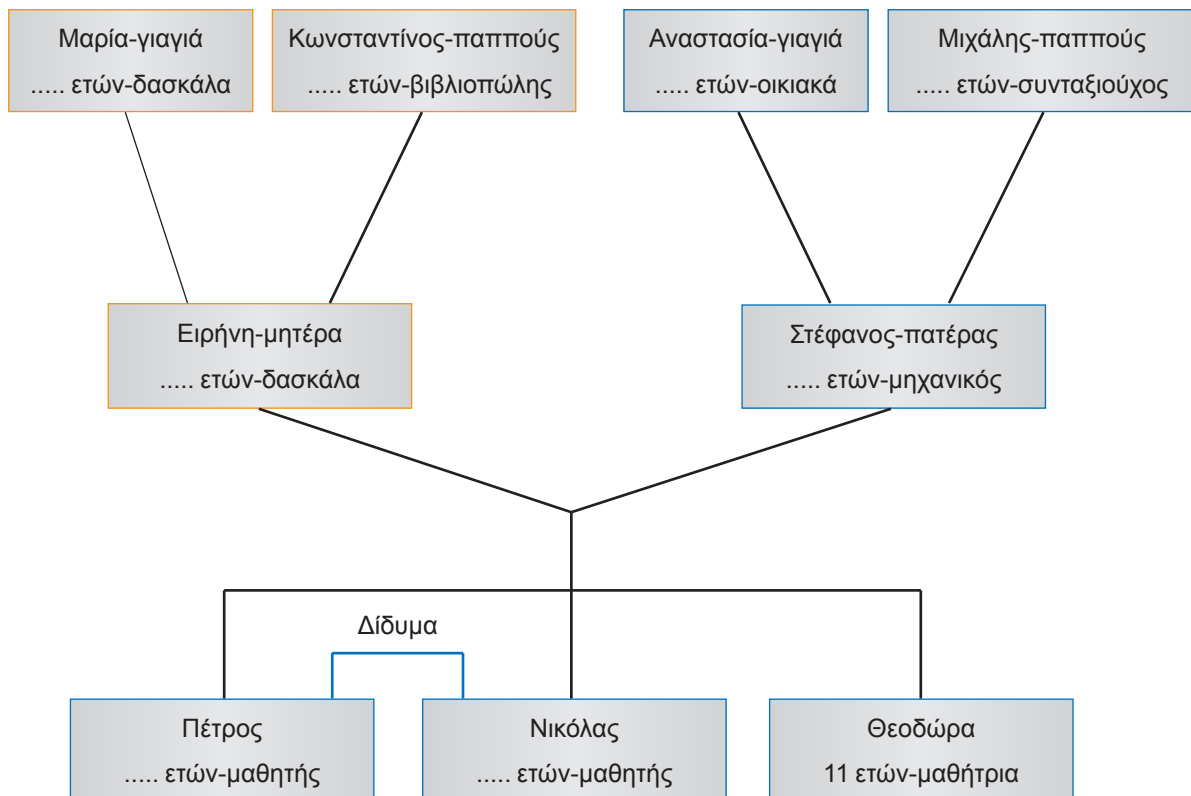 Μαρία-γιαγιά
..... ετών-δασκάλα
Κωνσταντίνος-παππούς
..... ετών-βιβλιοπώλης
Αναστασία-γιαγιά
..... ετών-οικιακά
Μιχάλης-παππούς
..... ετών-συνταξιούχος
Ειρήνη-μητέρα
..... ετών-δασκάλα
Στέφανος-πατέρας
..... ετών-μηχανικός
Δίδυμα
Πέτρος
..... ετών-μαθητής
Νικόλας
..... ετών-μαθητής
Θεοδώρα
11 ετών-μαθήτρια